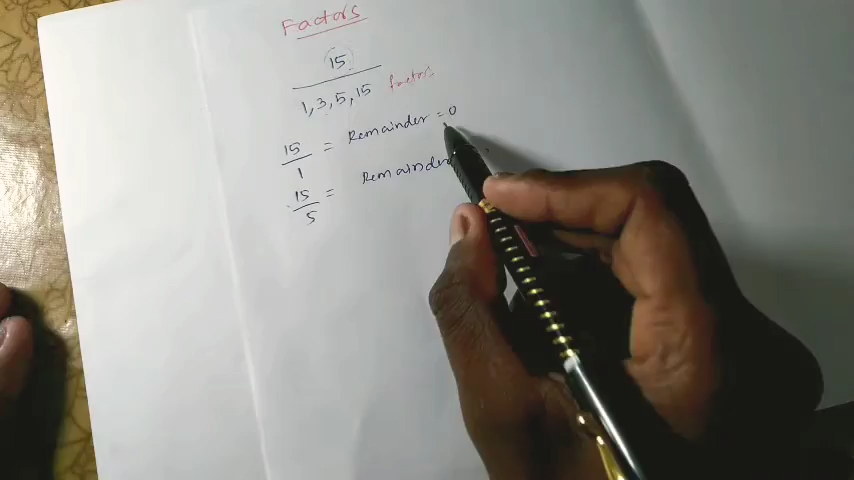 Factors
15
1, 3, 5, 15 factors
15/1 = Remainder = 0
15/5 = Remainder